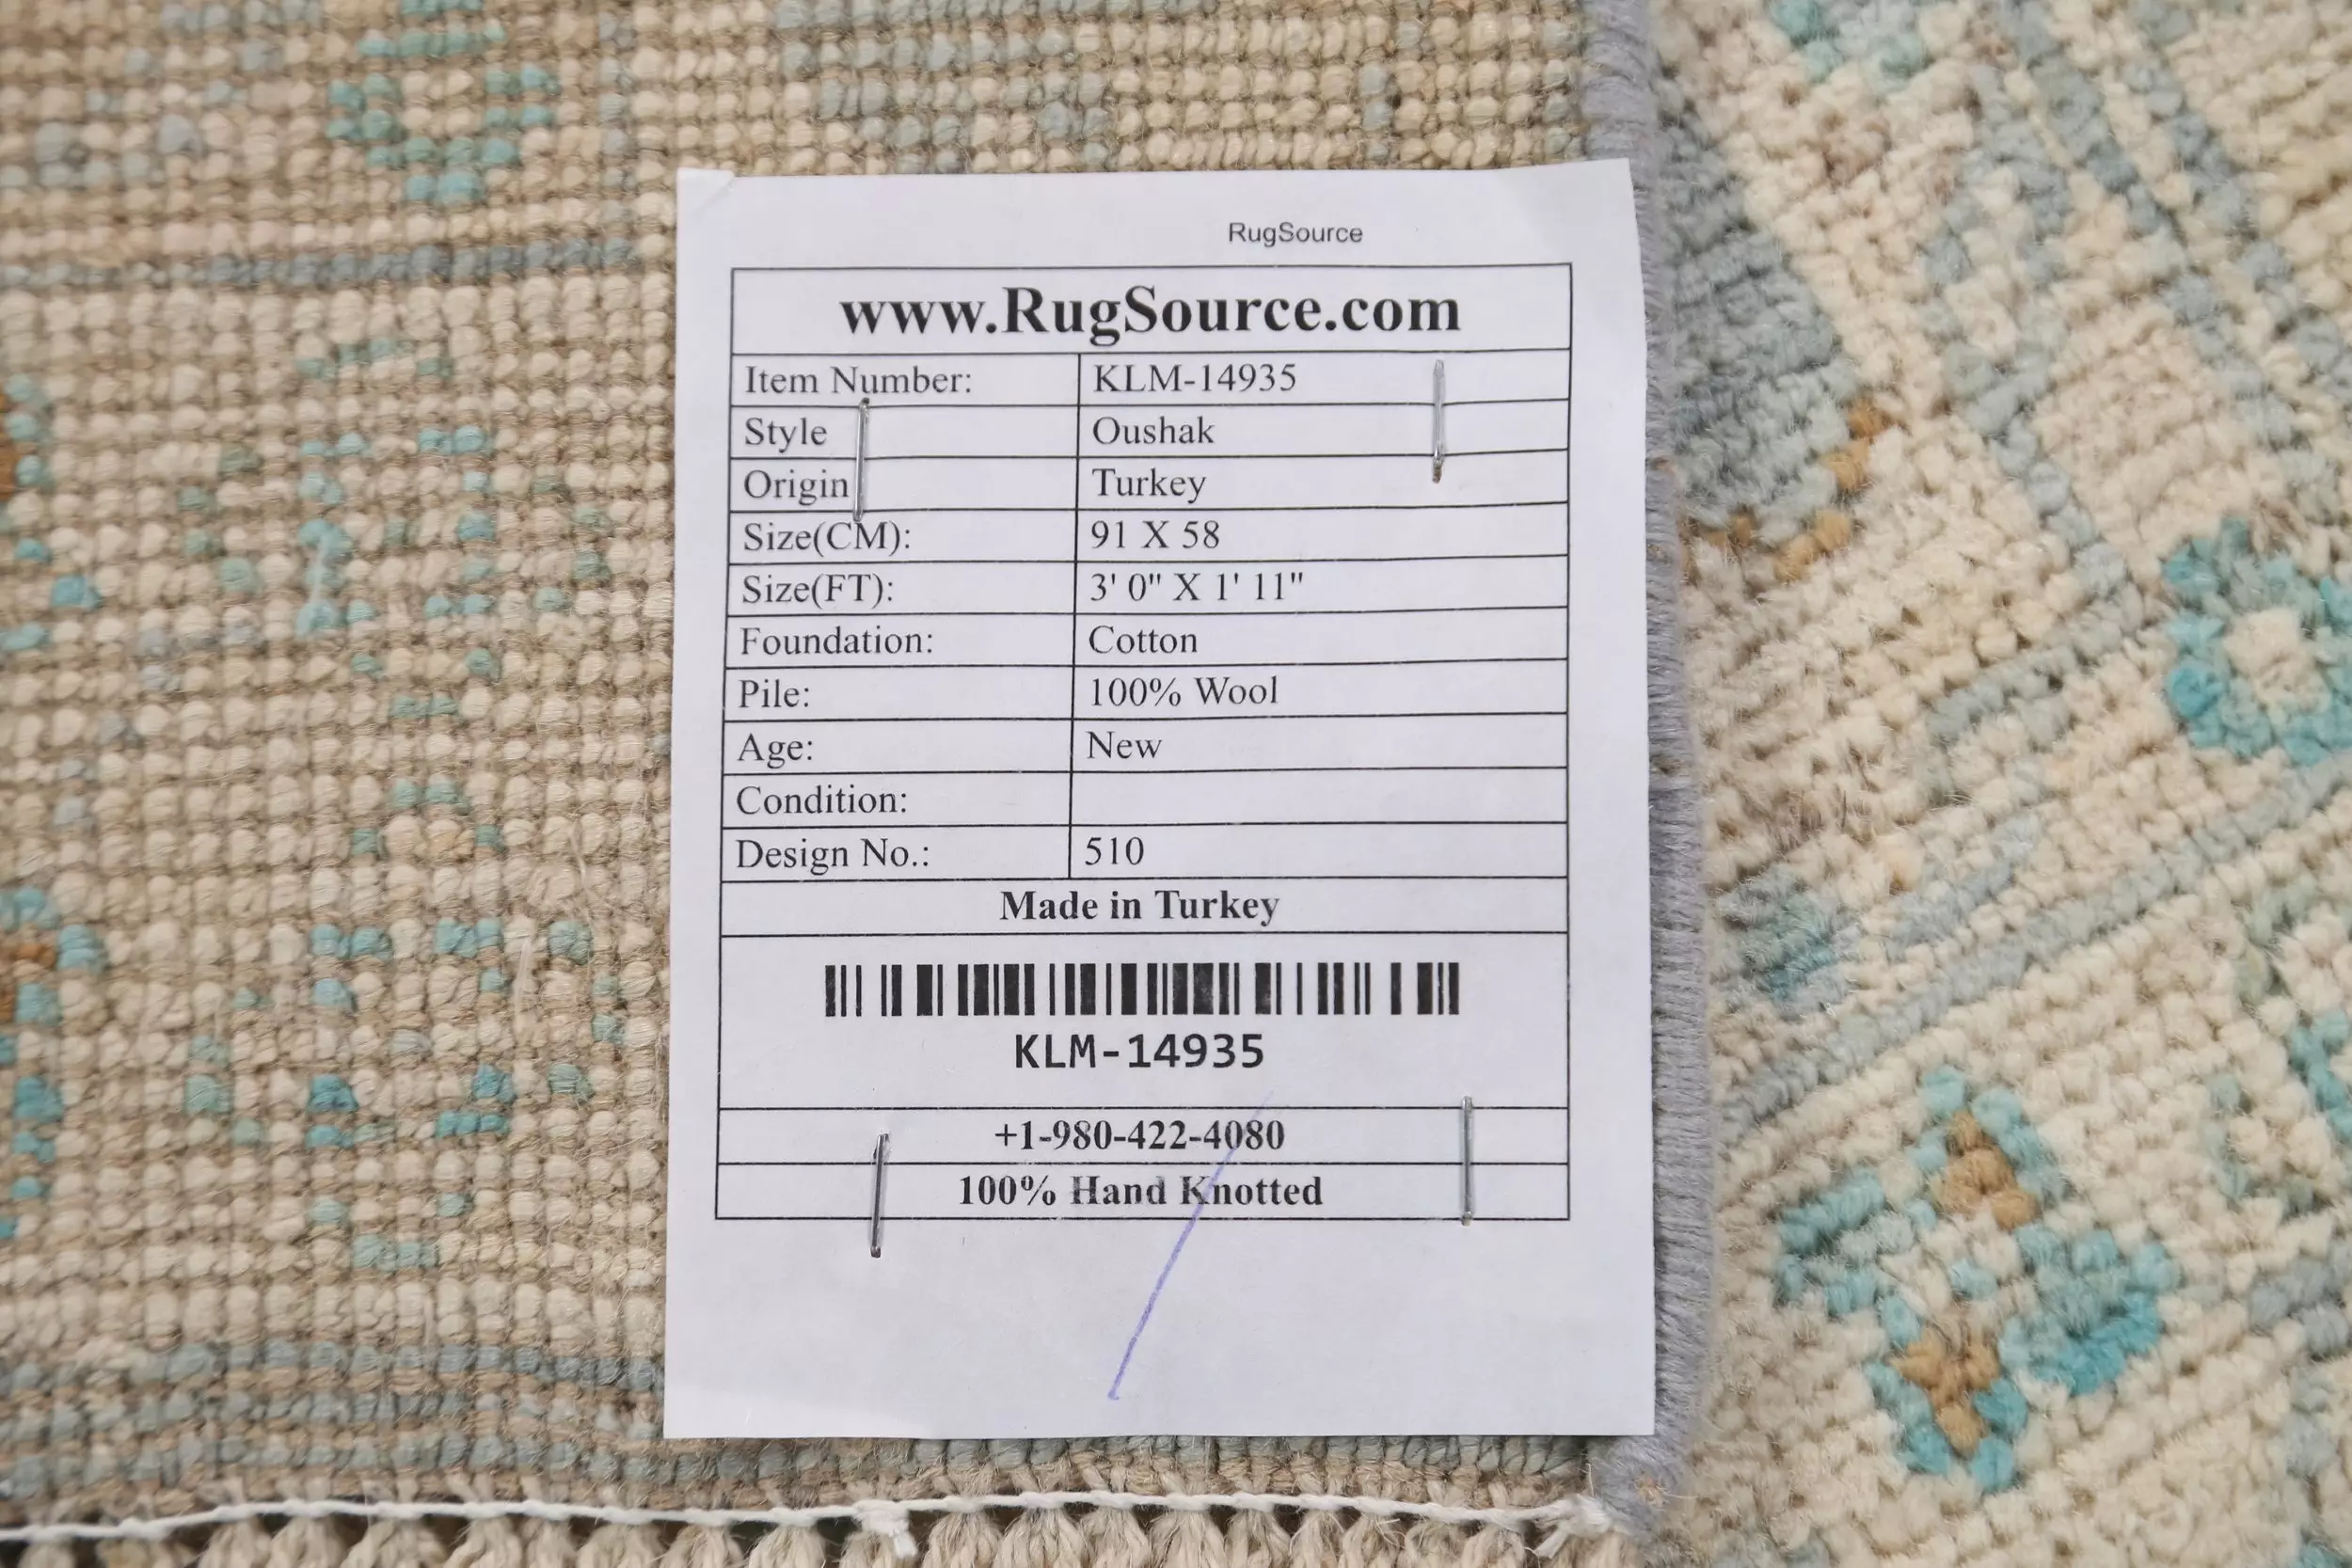 RugSource
www.RugSource.com
Item Number: KLM-14935
Style Oushak
Origin Turkey
Size(CM): 91 X 58
Size(FT): 3' 0" X 1' 11"
Foundation: Cotton
Pile: 100% Wool
Age: New
Condition:
Design No.: 510
Made in Turkey
KLM-14935
+1-980-422-4080
100% Hand Knotted